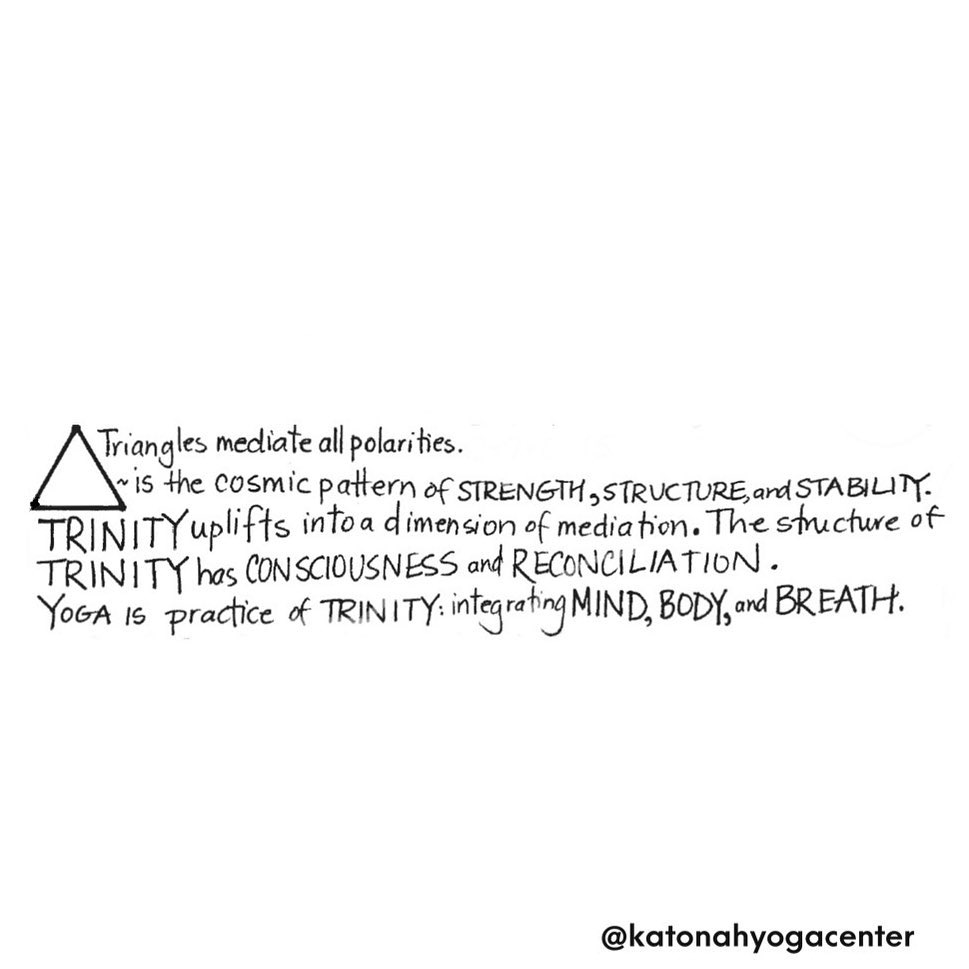 Triangles mediate all polarities.
~is the cosmic pattern of STRENGTH, STRUCTURE, and STABILITY.
TRINITY uplifts into a dimension of mediation. The structure of
TRINITY has CONSCIOUSNESS and RECONCILIATION.
YOGA IS practice of TRINITY: integrating MIND, BODY, and BREATH.
@katonahyogacenter